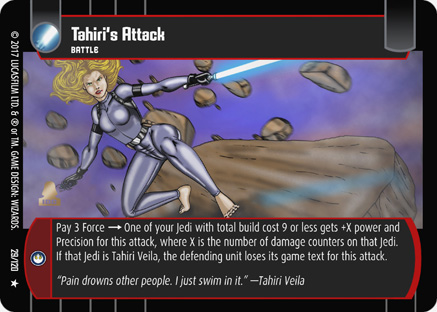 Tahiri's Attack
BATTLE
Pay 3 Force → One of your Jedi with total build cost 9 or less gets +X power and
Precision for this attack, where X is the number of damage counters on that Jedi.
If that Jedi is Tahiri Veila, the defending unit loses its game text for this attack.
"Pain drowns other people. I just swim in it." —Tahiri Veila
© 2017 LUCASFILM LTD. & ® or TM. GAME DESIGN: WIZARDS.
29/120 ★